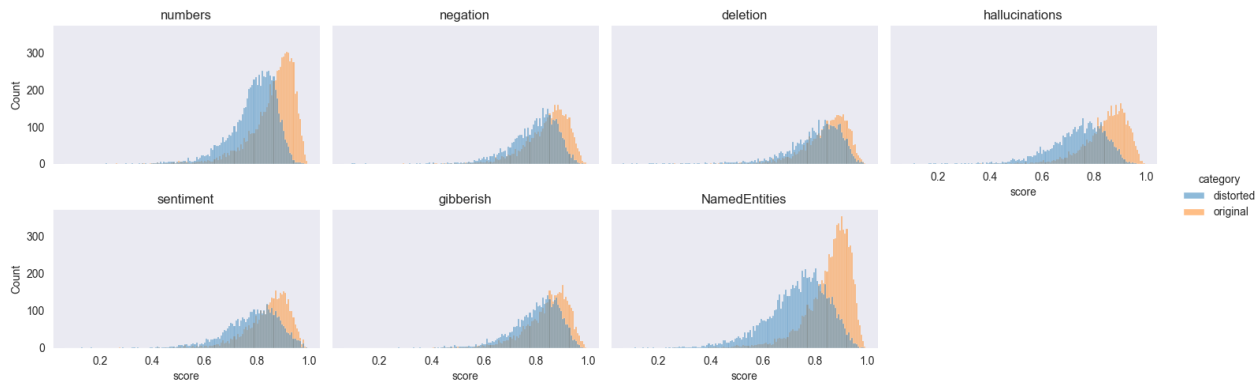 numbers
negation
deletion
hallucinations
Count
300
200
100
0
0.2 0.4 0.6 0.8 1.0
score
category
distorted
original
sentiment
gibberish
NamedEntities
Count
300
200
100
0
0.2 0.4 0.6 0.8 1.0
score
0.2 0.4 0.6 0.8 1.0
score
0.2 0.4 0.6 0.8 1.0
score